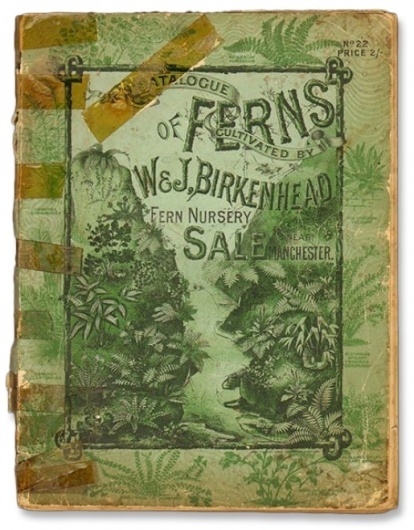 No 22
PRICE 2/-
CATALOGUE
OF FERNS
CULTIVATED BY
W & J, BIRKENHEAD
FERN NURSERY
SALE NEAR
MANCHESTER.